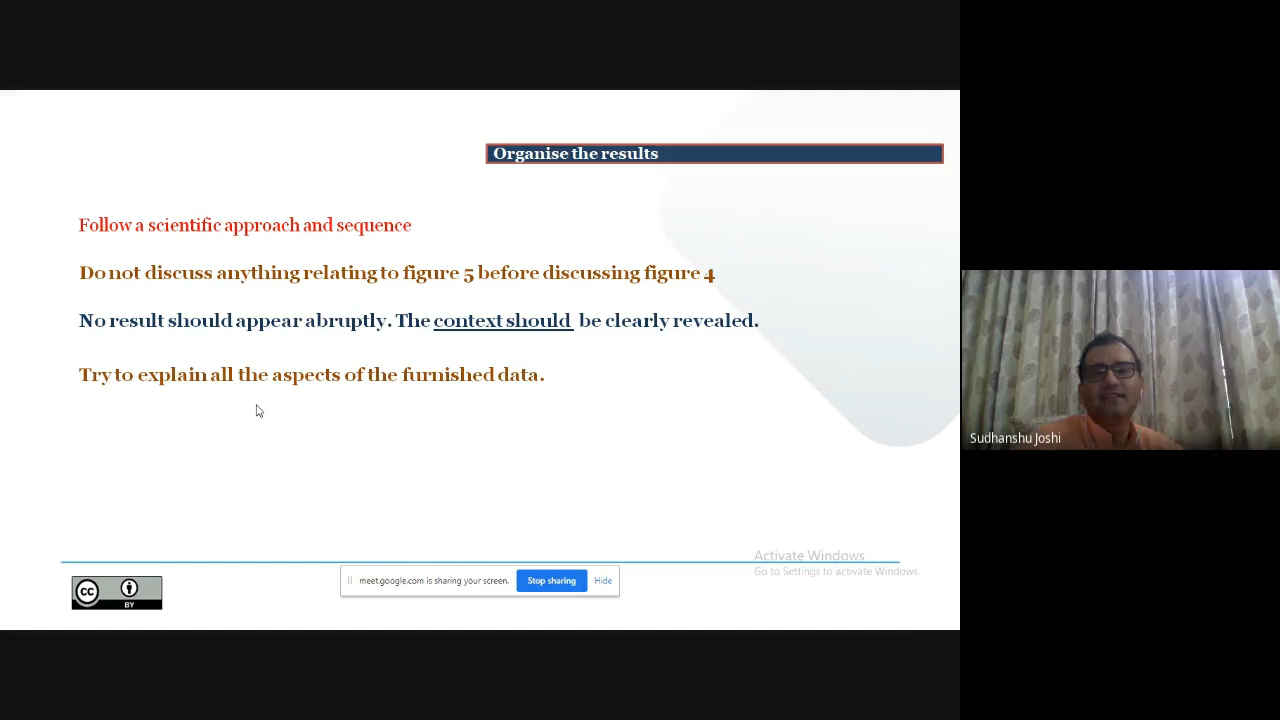 Organise the results
Follow a scientific approach and sequence
Do not discuss anything relating to figure 5 before discussing figure 4
No result should appear abruptly. The context should be clearly revealed.
Try to explain all the aspects of the furnished data.
Sudhanshu Joshi
Activate Windows
Go to Settings to activate Windows.
meet.google.com is sharing your screen. Stop sharing Hide
CC BY